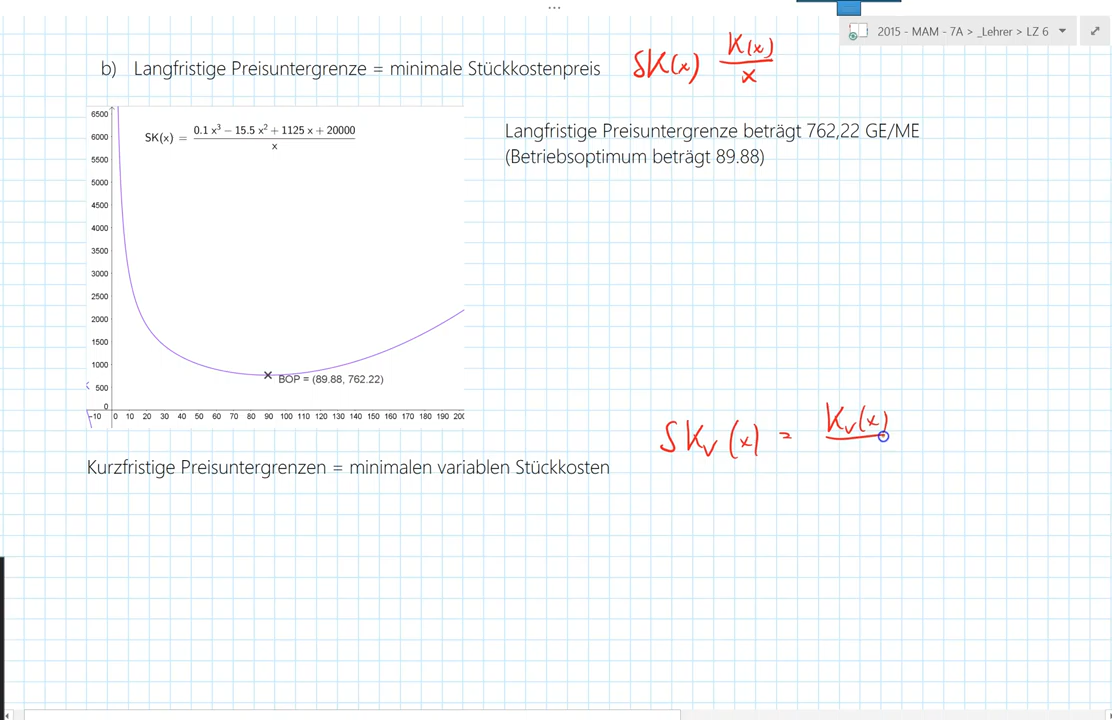 ...
2015 - MAM - 7A > _Lehrer > LZ 6
b) Langfristige Preisuntergrenze = minimale Stückkostenpreis
SK(x) K(x)/x
SK(x) = (0.1 x³ − 15.5 x² + 1125 x + 20000)/x
Langfristige Preisuntergrenze beträgt 762,22 GE/ME
(Betriebsoptimum beträgt 89.88)
6500
6000
5500
5000
4500
4000
3500
3000
2500
2000
1500
1000
500
0
BOP = (89.88, 762.22)
−10 0 10 20 30 40 50 60 70 80 90 100 110 120 130 140 150 160 170 180 190 200
SKv(x) = Kv(x)
Kurzfristige Preisuntergrenzen = minimalen variablen Stückkosten